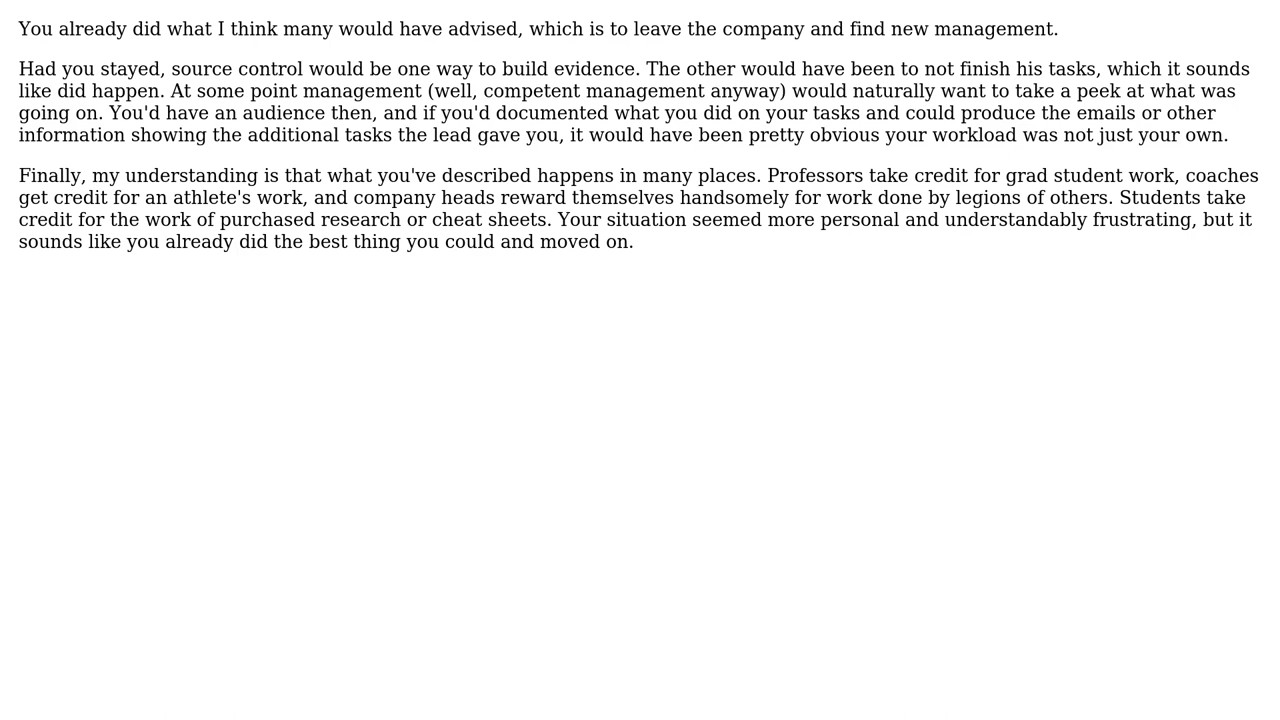 You already did what I think many would have advised, which is to leave the company and find new management.
Had you stayed, source control would be one way to build evidence. The other would have been to not finish his tasks, which it sounds
like did happen. At some point management (well, competent management anyway) would naturally want to take a peek at what was
going on. You'd have an audience then, and if you'd documented what you did on your tasks and could produce the emails or other
information showing the additional tasks the lead gave you, it would have been pretty obvious your workload was not just your own.
Finally, my understanding is that what you've described happens in many places. Professors take credit for grad student work, coaches
get credit for an athlete's work, and company heads reward themselves handsomely for work done by legions of others. Students take
credit for the work of purchased research or cheat sheets. Your situation seemed more personal and understandably frustrating, but it
sounds like you already did the best thing you could and moved on.